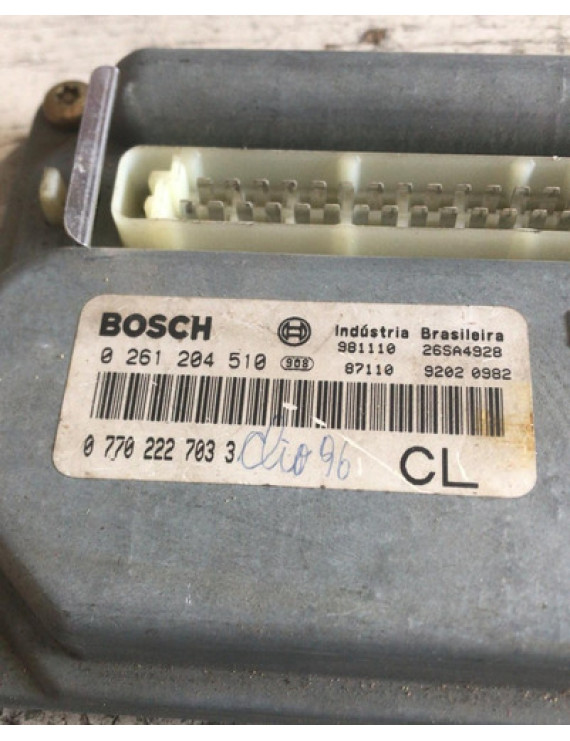 BOSCH Indústria Brasileira
981110 26SA4928
0 261 204 510 908
87110 9202 0982
0 770 222 703 3 Clio 96
CL